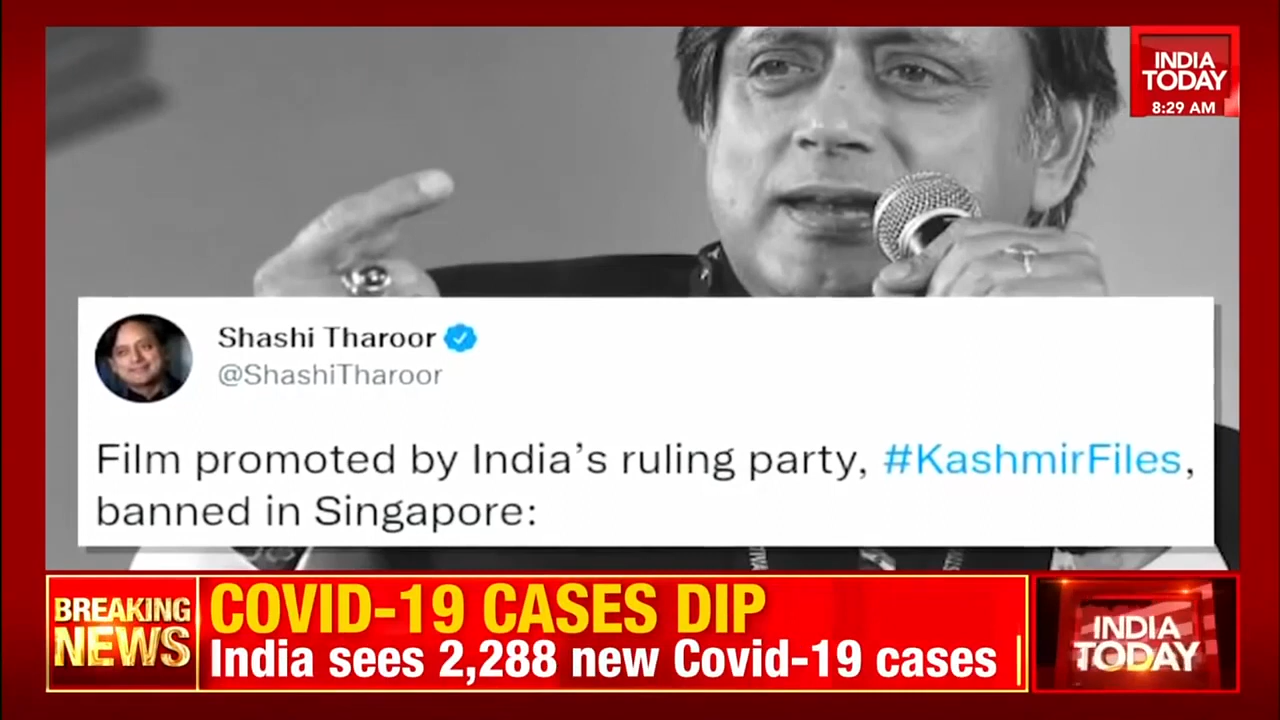 INDIA
TODAY
8:29 AM
Shashi Tharoor
@ShashiTharoor
Film promoted by India’s ruling party, #KashmirFiles,
banned in Singapore:
BREAKING
NEWS
COVID-19 CASES DIP
India sees 2,288 new Covid-19 cases
INDIA
TODAY